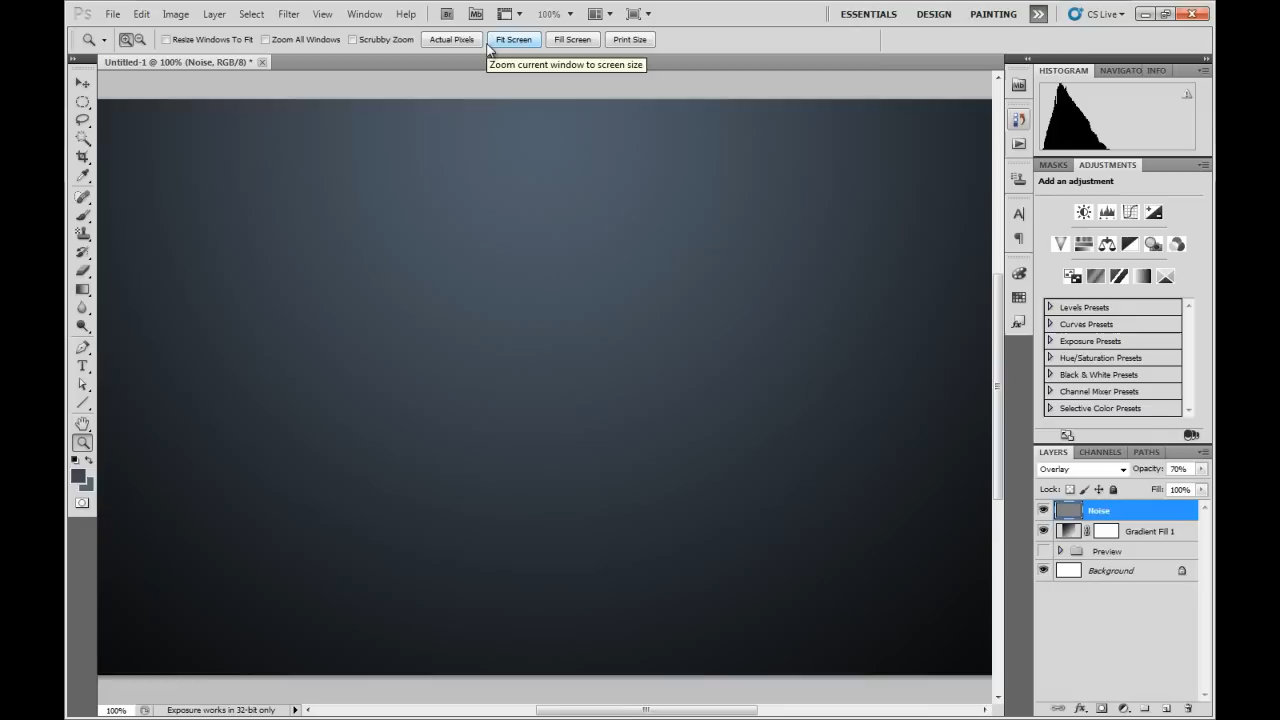 Ps File Edit Image Layer Select Filter View Window Help Br Mb 100% ESSENTIALS DESIGN PAINTING CS Live
Resize Windows To Fit Zoom All Windows Scrubby Zoom Actual Pixels Fit Screen Fill Screen Print Size
Untitled-1 @ 100% (Noise, RGB/8) *
Zoom current window to screen size
HISTOGRAM NAVIGATO INFO
Mb
MASKS ADJUSTMENTS
Add an adjustment
Levels Presets
Curves Presets
Exposure Presets
Hue/Saturation Presets
Black & White Presets
Channel Mixer Presets
Selective Color Presets
LAYERS CHANNELS PATHS
Overlay Opacity: 70%
Lock: Fill: 100%
Noise
Gradient Fill 1
Preview
Background
100% Exposure works in 32-bit only